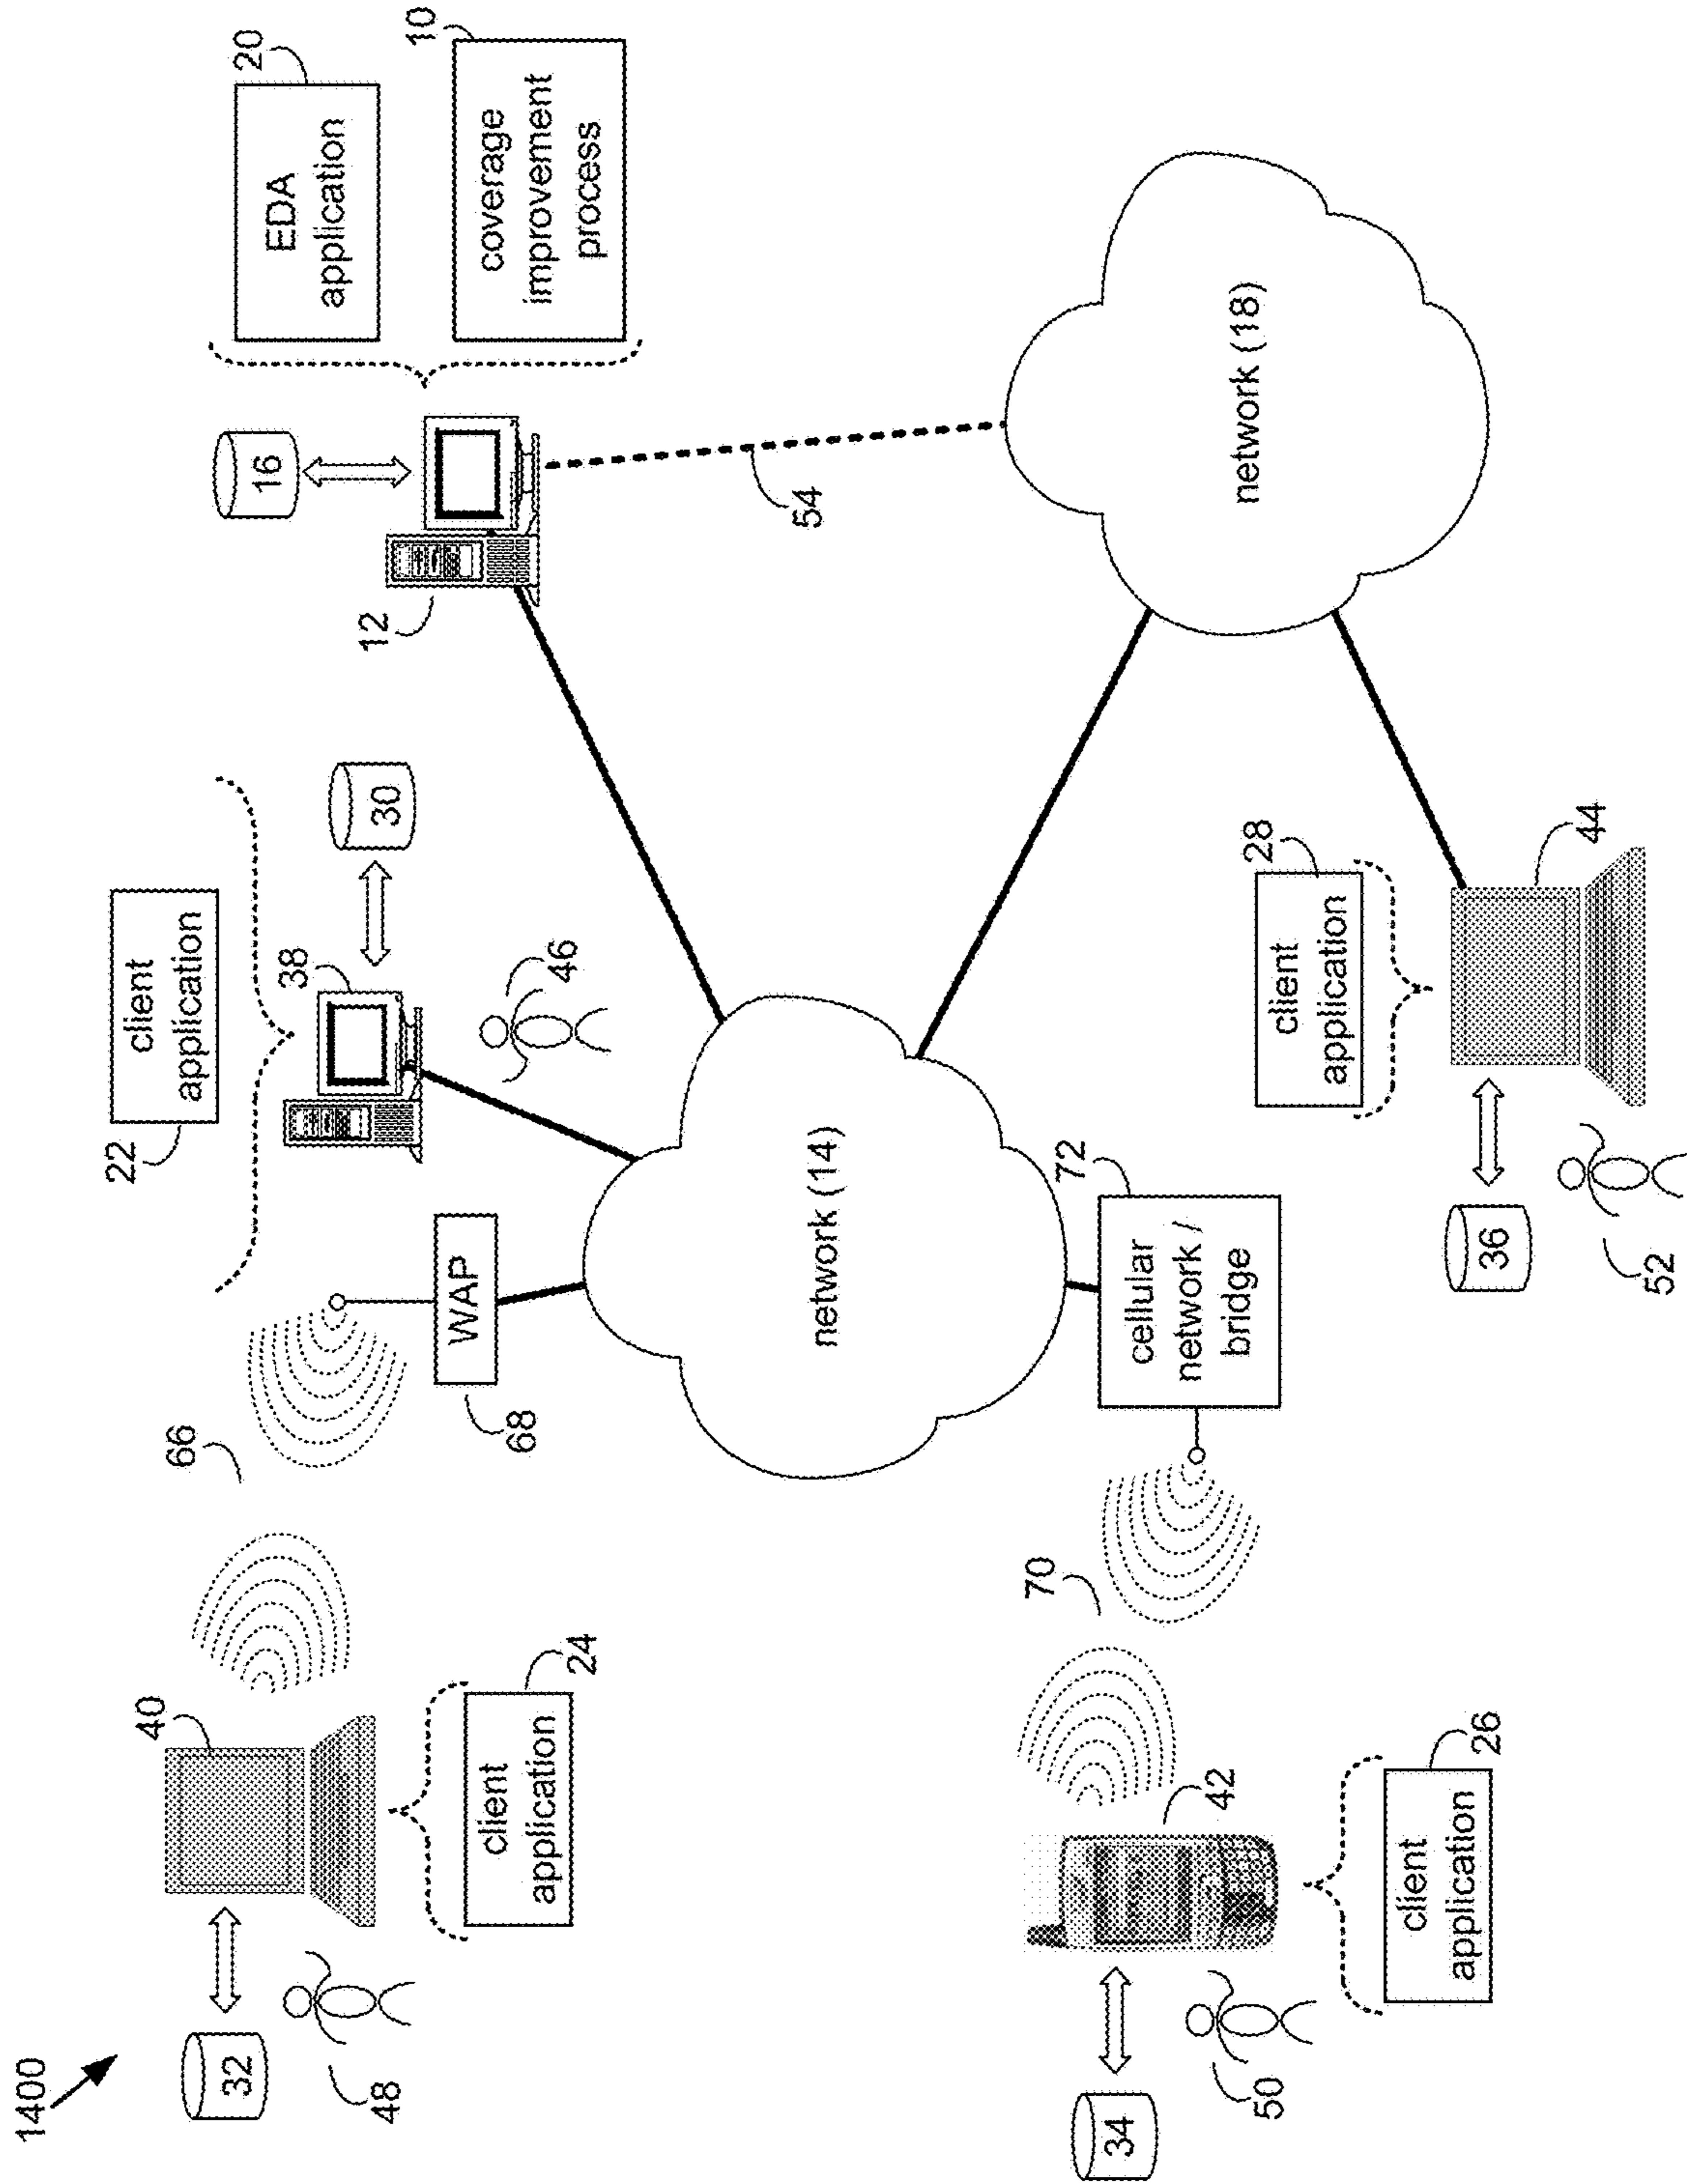 1400
32
40
48
client
application
24
66
WAP
68
client
application
22
38
30
46
16
12
EDA
application
20
coverage
improvement
process
10
54
network (14)
network (18)
34
42
50
client
application
26
70
cellular
network /
bridge
72
36
52
client
application
28
44